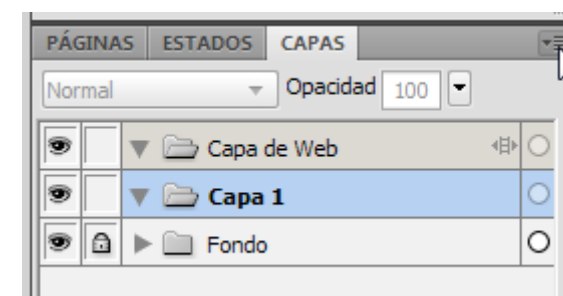 PÁGINAS ESTADOS CAPAS
Normal Opacidad 100
Capa de Web
Capa 1
Fondo